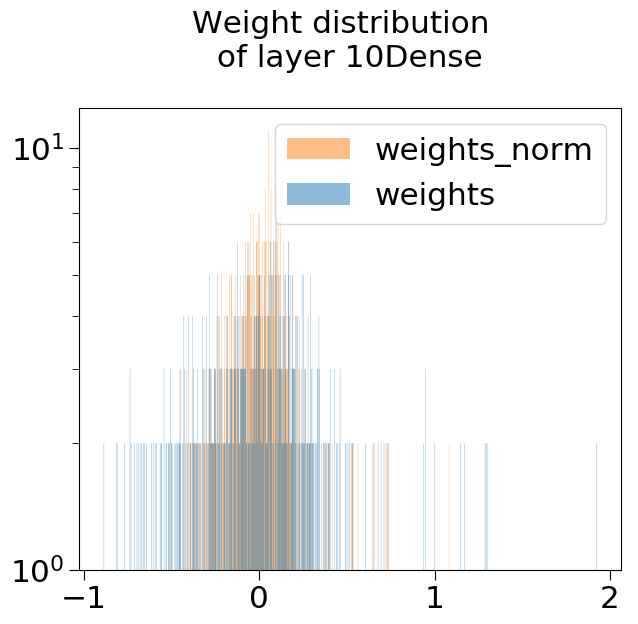 Weight distribution
of layer 10Dense
10¹
weights_norm
weights
10⁰
−1 0 1 2